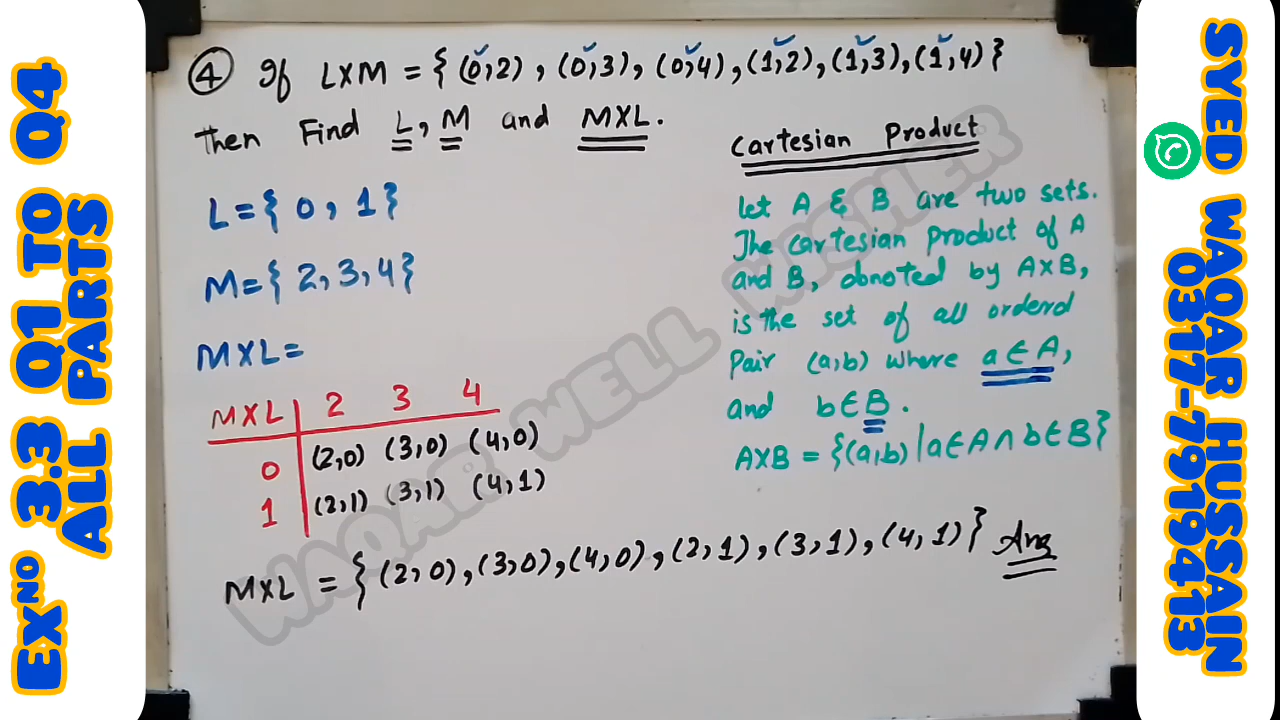 EXNO 3.3 Q1 TO Q4
ALL PARTS
④ If L×M = {(0,2), (0,3), (0,4), (1,2), (1,3), (1,4)}
Then Find L, M and M×L.
L = {0, 1}
M = {2, 3, 4}
M×L =
M×L 2 3 4
0 (2,0) (3,0) (4,0)
1 (2,1) (3,1) (4,1)
M×L = {(2,0), (3,0), (4,0), (2,1), (3,1), (4,1)} Ans
Cartesian Product
Let A & B are two sets.
The cartesian product of A
and B, donoted by A×B,
is the set of all orderd
Pair (a,b) where a ∈ A,
and b ∈ B.
A×B = {(a,b) | a ∈ A ∩ b ∈ B}
WAQAR WELL WISHER
SYED WAQAR HUSSAIN
0317-7919413